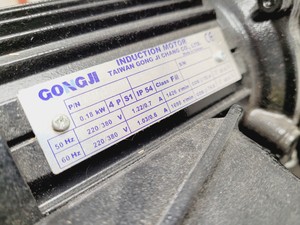 GONGJI
INDUCTION MOTOR
TAIWAN GONG JI CHANG CO., LTD.
CE
P/N
0.18 kW 4 P S1 IP 54 Class F
50 Hz 220/380 V 1.22/0.7 A
60 Hz 220/380 V 1.03/0.6 A